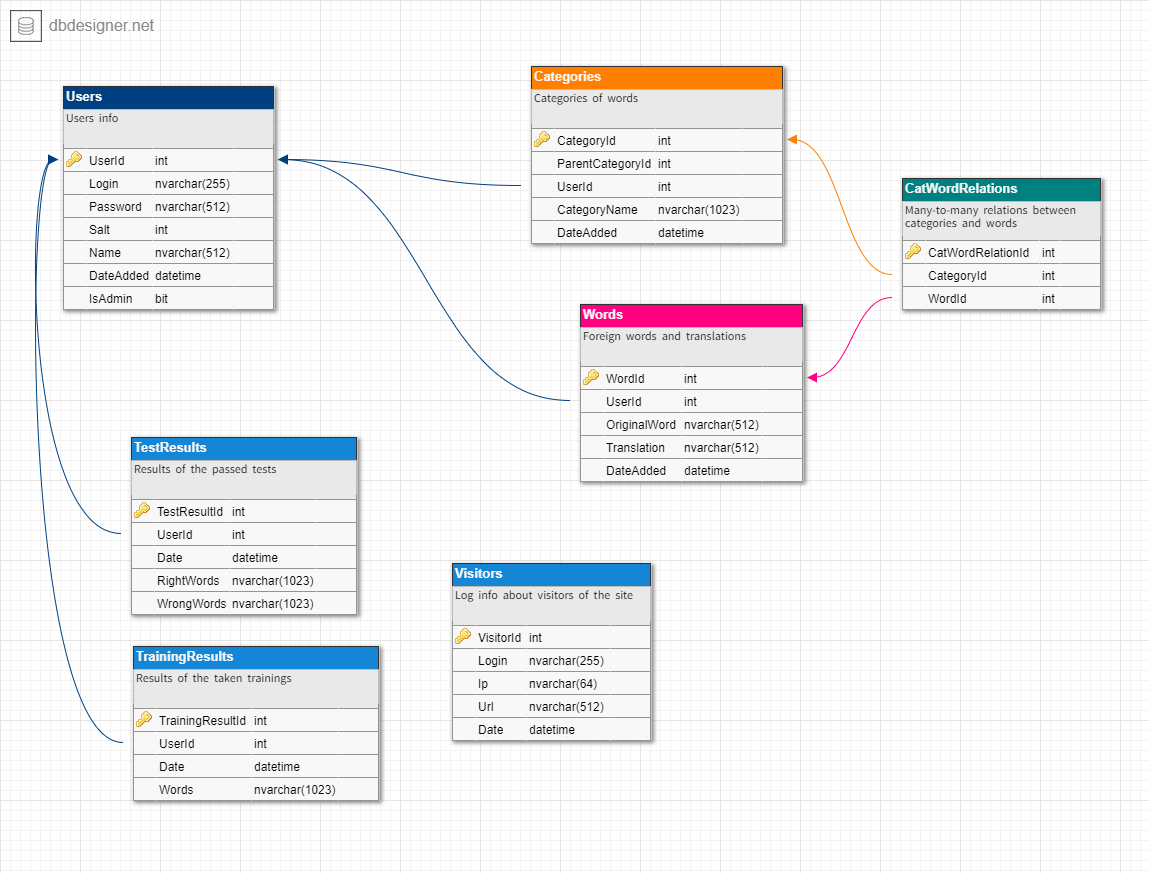 dbdesigner.net
Users
Users info
UserId int
Login nvarchar(255)
Password nvarchar(512)
Salt int
Name nvarchar(512)
DateAdded datetime
IsAdmin bit
Categories
Categories of words
CategoryId int
ParentCategoryId int
UserId int
CategoryName nvarchar(1023)
DateAdded datetime
CatWordRelations
Many-to-many relations between
categories and words
CatWordRelationId int
CategoryId int
WordId int
Words
Foreign words and translations
WordId int
UserId int
OriginalWord nvarchar(512)
Translation nvarchar(512)
DateAdded datetime
TestResults
Results of the passed tests
TestResultId int
UserId int
Date datetime
RightWords nvarchar(1023)
WrongWords nvarchar(1023)
Visitors
Log info about visitors of the site
VisitorId int
Login nvarchar(255)
Ip nvarchar(64)
Url nvarchar(512)
Date datetime
TrainingResults
Results of the taken trainings
TrainingResultId int
UserId int
Date datetime
Words nvarchar(1023)